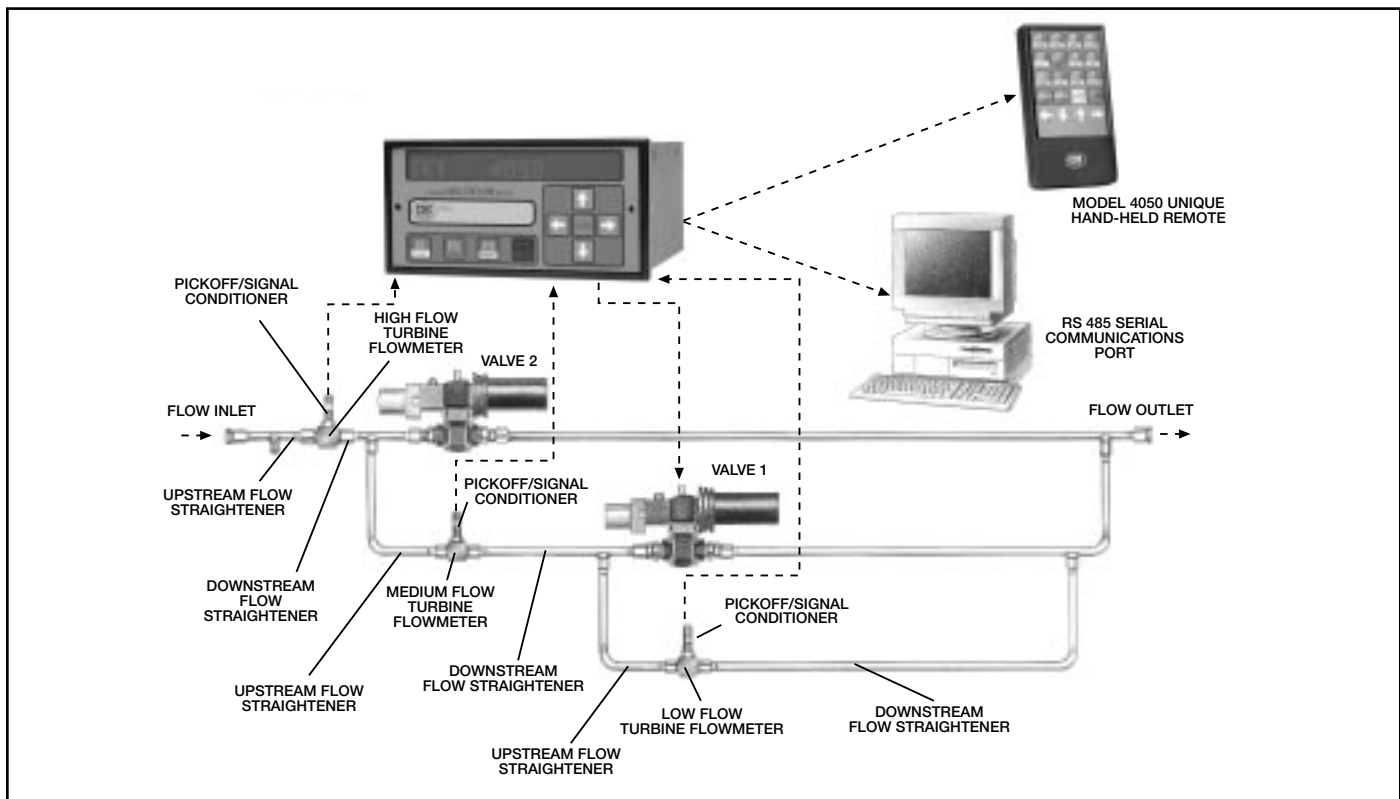 MODEL 4050 UNIQUE
HAND-HELD REMOTE
RS 485 SERIAL
COMMUNICATIONS
PORT
PICKOFF/SIGNAL
CONDITIONER
HIGH FLOW
TURBINE
FLOWMETER
VALVE 2
FLOW INLET
FLOW OUTLET
UPSTREAM FLOW
STRAIGHTENER
PICKOFF/SIGNAL
CONDITIONER
VALVE 1
DOWNSTREAM
FLOW
STRAIGHTENER
MEDIUM FLOW
TURBINE
FLOWMETER
PICKOFF/SIGNAL
CONDITIONER
UPSTREAM FLOW
STRAIGHTENER
DOWNSTREAM
FLOW STRAIGHTENER
LOW FLOW
TURBINE FLOWMETER
DOWNSTREAM
FLOW STRAIGHTENER
UPSTREAM FLOW
STRAIGHTENER